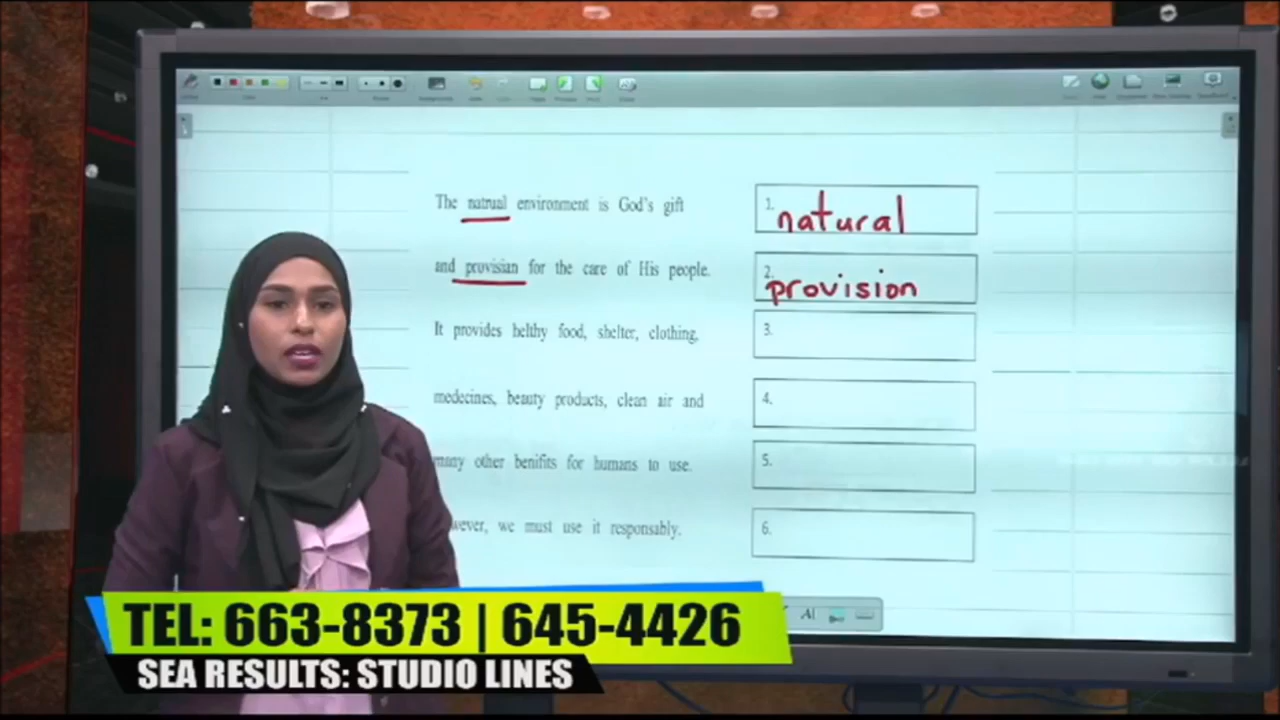 The natrual environment is God's gift
1. natural
and provisian for the care of His people.
2. provision
It provides helthy food, shelter, clothing,
3.
medecines, beauty products, clean air and
4.
many other benifits for humans to use.
5.
wever, we must use it responsably.
6.
AI
TEL: 663-8373 | 645-4426
SEA RESULTS: STUDIO LINES